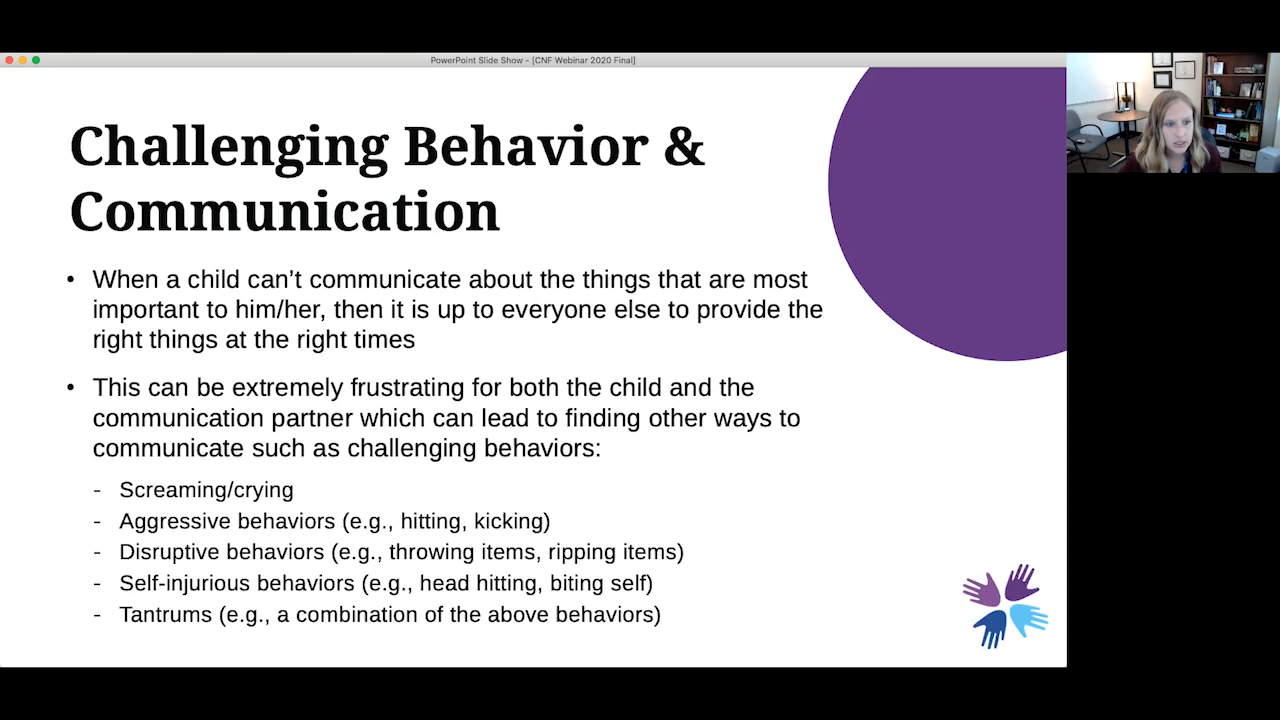 PowerPoint Slide Show - [CNF Webinar 2020 Final]
Challenging Behavior &
Communication
• When a child can’t communicate about the things that are most
important to him/her, then it is up to everyone else to provide the
right things at the right times
• This can be extremely frustrating for both the child and the
communication partner which can lead to finding other ways to
communicate such as challenging behaviors:
- Screaming/crying
- Aggressive behaviors (e.g., hitting, kicking)
- Disruptive behaviors (e.g., throwing items, ripping items)
- Self-injurious behaviors (e.g., head hitting, biting self)
- Tantrums (e.g., a combination of the above behaviors)